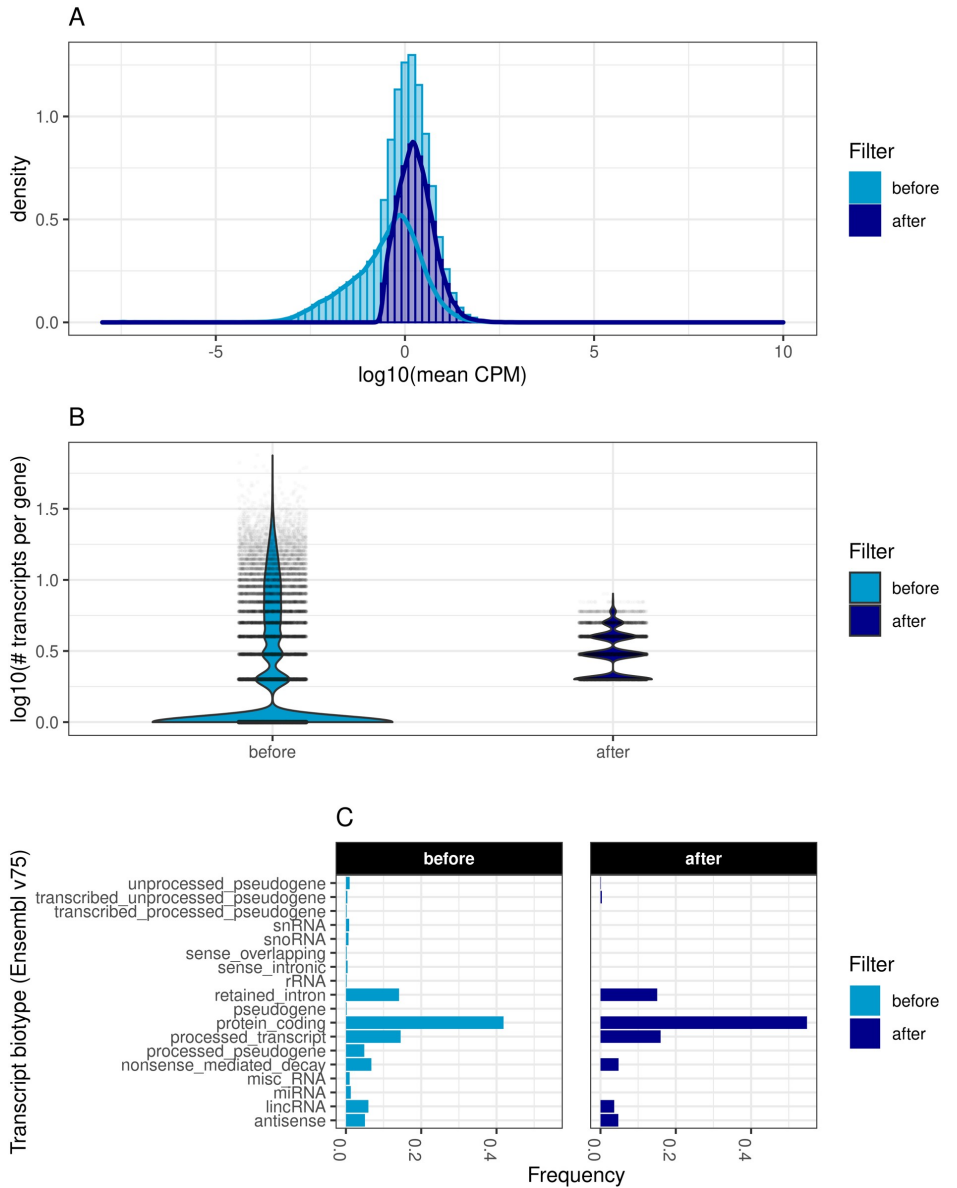 A
density
1.0
0.5
0.0
-5
0
5
10
log10(mean CPM)
Filter
before
after
B
log10(# transcripts per gene)
1.5
1.0
0.5
0.0
before
after
Filter
before
after
C
Transcript biotype (Ensembl v75)
before
after
unprocessed_pseudogene
transcribed_unprocessed_pseudogene
transcribed_processed_pseudogene
snRNA
snoRNA
sense_overlapping
sense_intronic
rRNA
retained_intron
pseudogene
protein_coding
processed_transcript
processed_pseudogene
nonsense_mediated_decay
misc_RNA
miRNA
lincRNA
antisense
0.0
0.2
0.4
0.0
0.2
0.4
Frequency
Filter
before
after